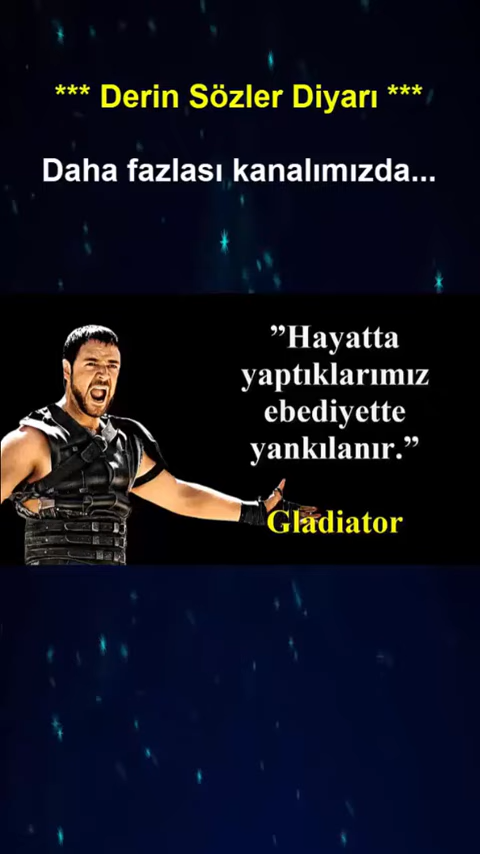 *** Derin Sözler Diyarı ***
Daha fazlası kanalımızda...
”Hayatta
yaptıklarımız
ebediyette
yankılanır.”
Gladiator